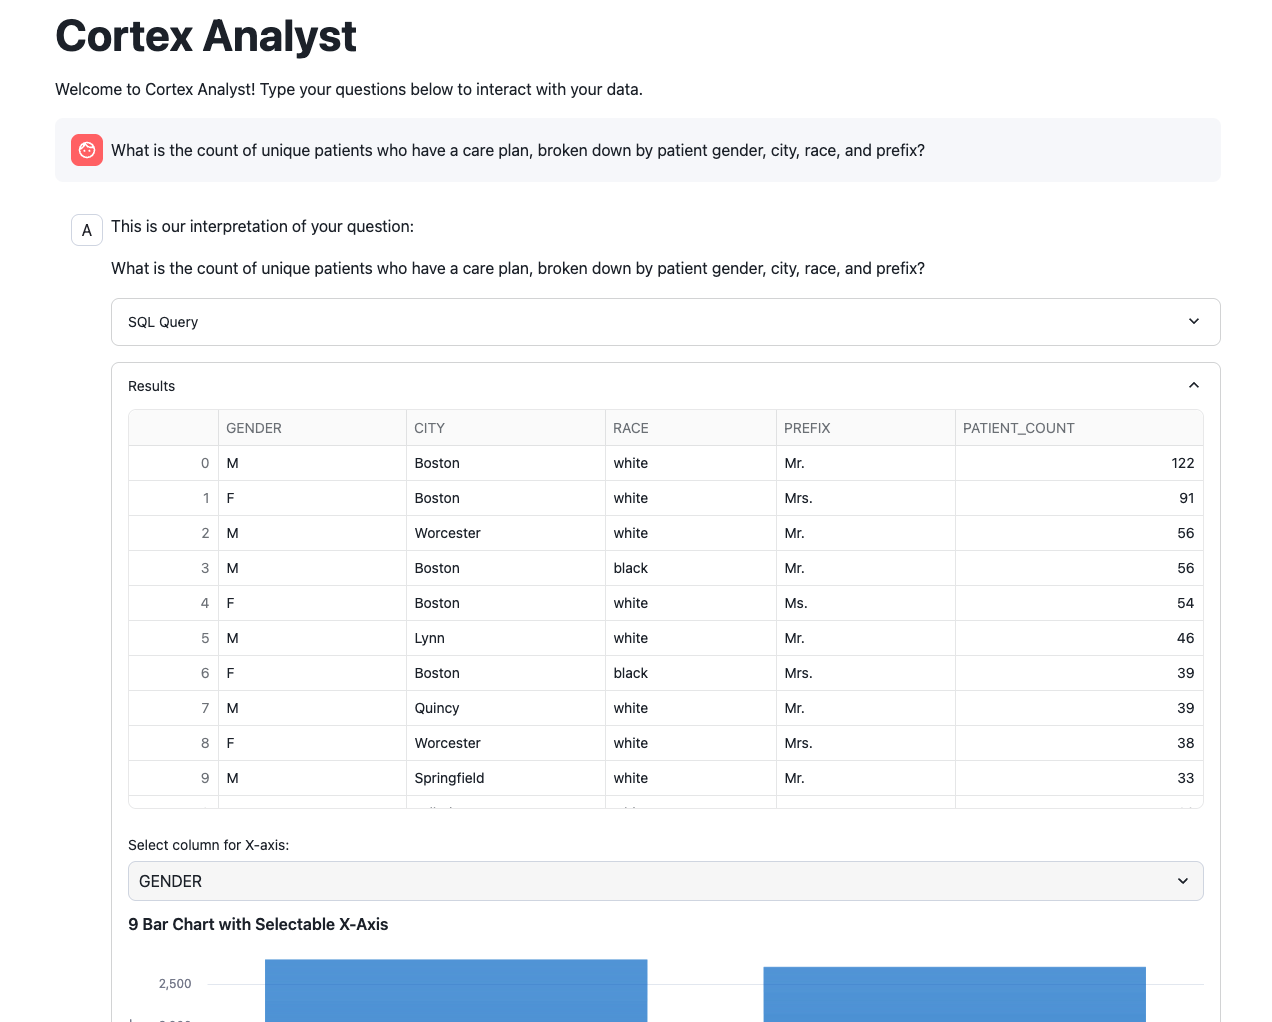 Cortex Analyst
Welcome to Cortex Analyst! Type your questions below to interact with your data.
What is the count of unique patients who have a care plan, broken down by patient gender, city, race, and prefix?
A This is our interpretation of your question:
What is the count of unique patients who have a care plan, broken down by patient gender, city, race, and prefix?
SQL Query
Results
GENDER CITY RACE PREFIX PATIENT_COUNT
0 M Boston white Mr. 122
1 F Boston white Mrs. 91
2 M Worcester white Mr. 56
3 M Boston black Mr. 56
4 F Boston white Ms. 54
5 M Lynn white Mr. 46
6 F Boston black Mrs. 39
7 M Quincy white Mr. 39
8 F Worcester white Mrs. 38
9 M Springfield white Mr. 33
Select column for X-axis:
GENDER
9 Bar Chart with Selectable X-Axis
2,500